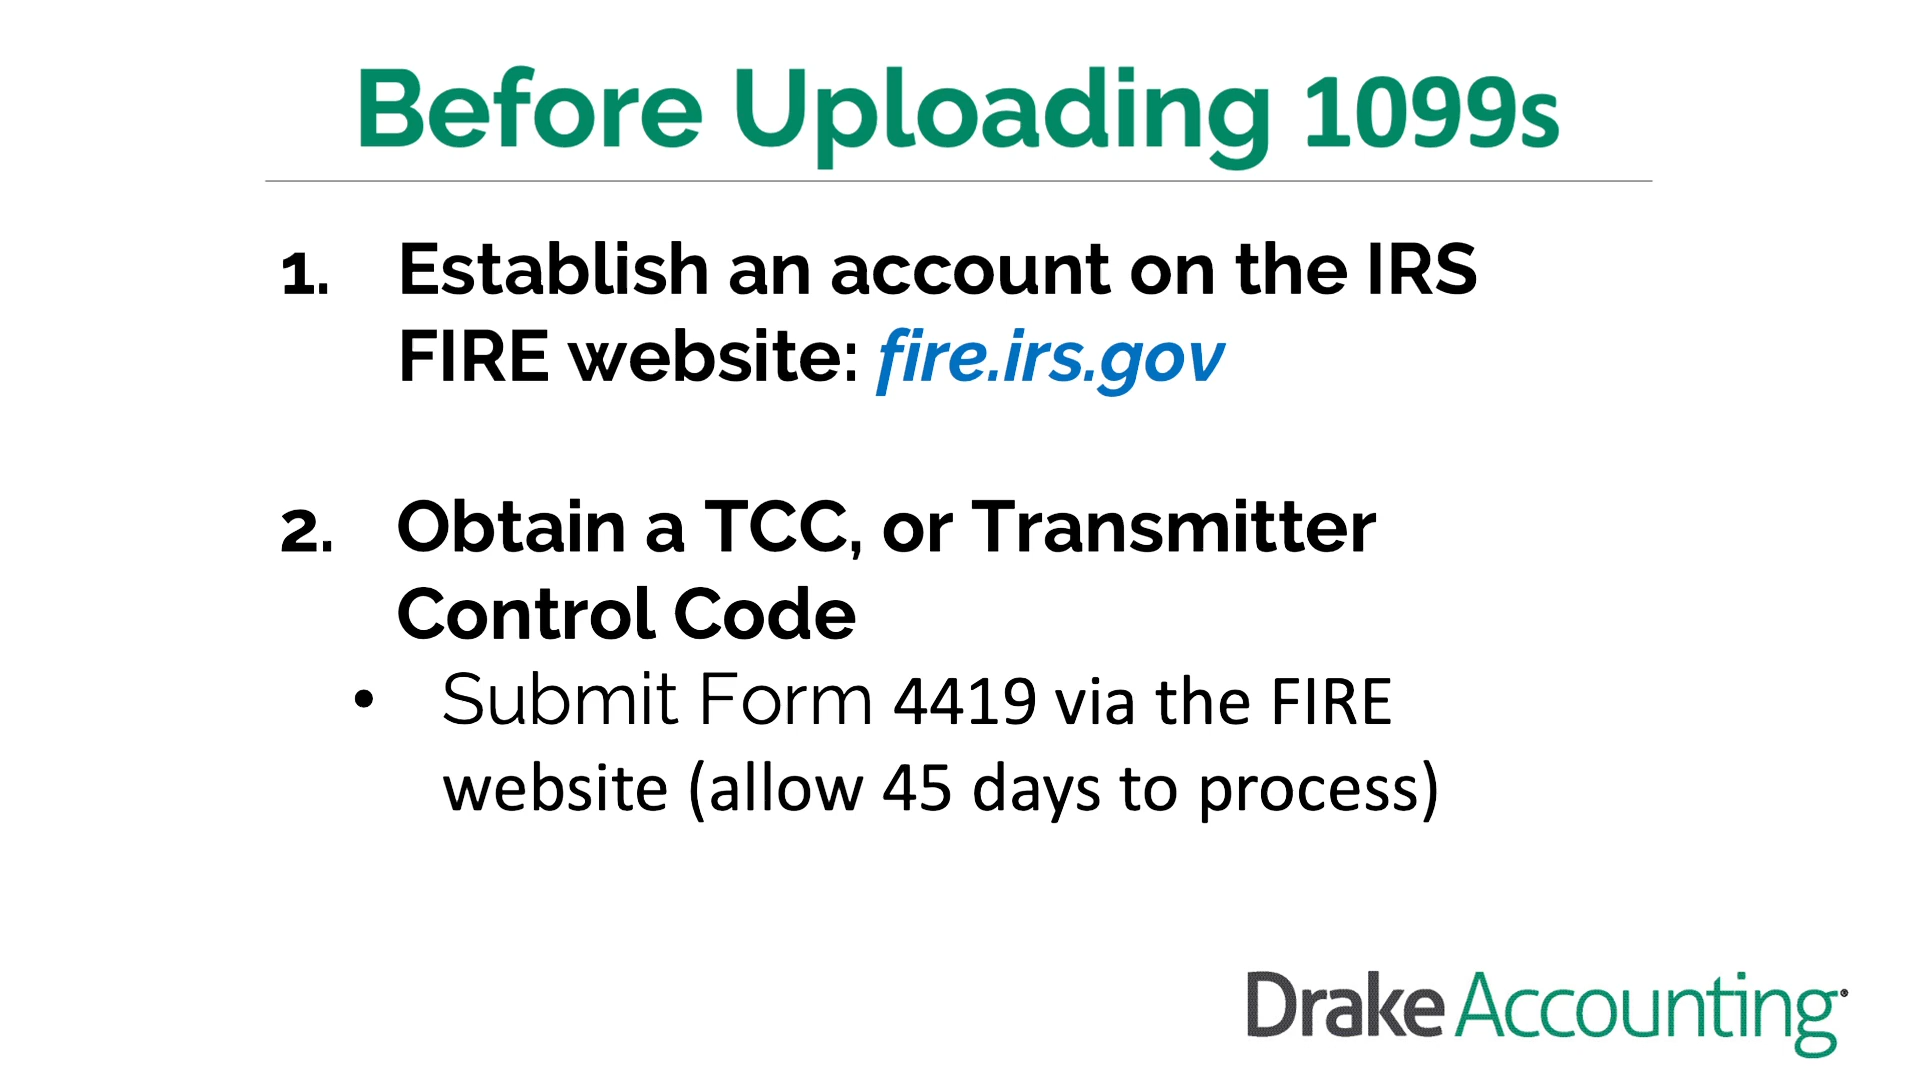 Before Uploading 1099s
1. Establish an account on the IRS
FIRE website: fire.irs.gov
2. Obtain a TCC, or Transmitter
Control Code
• Submit Form 4419 via the FIRE
website (allow 45 days to process)
Drake Accounting®